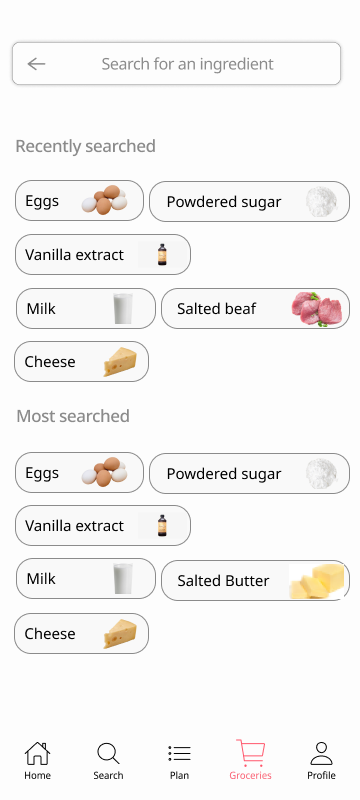 Search for an ingredient
Recently searched
Eggs
Powdered sugar
Vanilla extract
Milk
Salted beaf
Cheese
Most searched
Eggs
Powdered sugar
Vanilla extract
Milk
Salted Butter
Cheese
Home
Search
Plan
Groceries
Profile